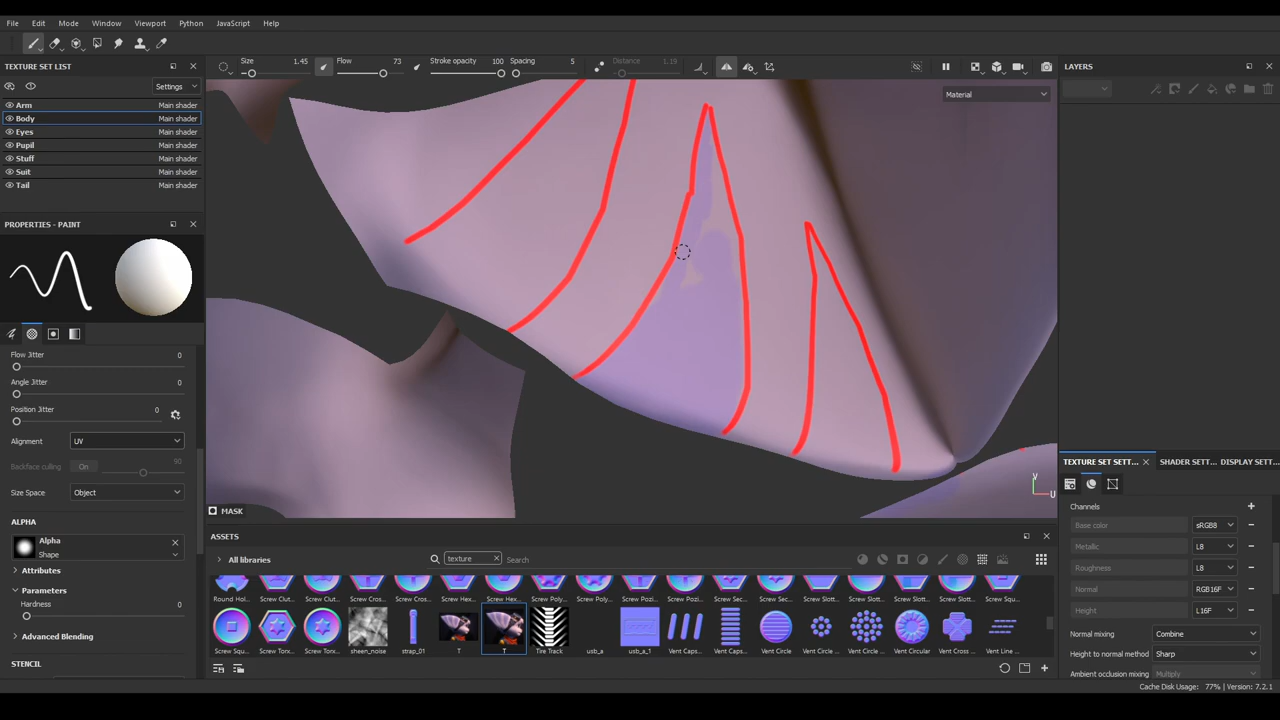 File Edit Mode Window Viewport Python JavaScript Help
TEXTURE SET LIST
Settings
Arm Main shader
Body Main shader
Eyes Main shader
Pupil Main shader
Stuff Main shader
Suit Main shader
Tail Main shader
PROPERTIES - PAINT
Flow Jitter 0
Angle Jitter 0
Position Jitter 0
Alignment UV
Backface culling On 90
Size Space Object
ALPHA
Alpha
Shape
Attributes
Parameters
Hardness 0
Advanced Blending
STENCIL
Size 1.45 Flow 73 Stroke opacity 100 Spacing 5 Distance 1.19
Material
V
U
MASK
ASSETS
All libraries texture Search
Round Hol... Screw Clut... Screw Cros... Screw Cros... Screw Hex... Screw Hex... Screw Poly... Screw Pozi... Screw Pozi... Screw Sec... Screw Sec... Screw Slot... Screw Slott... Screw Slott... Screw Squ...
Screw Squ... Screw Torx... Screw Torx... sheen_noise strap_01 T T Tire Track usb_a usb_a_1 Vent Caps... Vent Caps... Vent Circle Vent Circle ... Vent Circle ... Vent Circular Vent Cross ... Vent Line ...
LAYERS
TEXTURE SET SETT... SHADER SETT... DISPLAY SETT...
Channels
Base color sRGB8
Metallic L8
Roughness L8
Normal RGB16F
Height L16F
Normal mixing Combine
Height to normal method Sharp
Ambient occlusion mixing Multiply
Cache Disk Usage: 77% | Version: 7.2.1